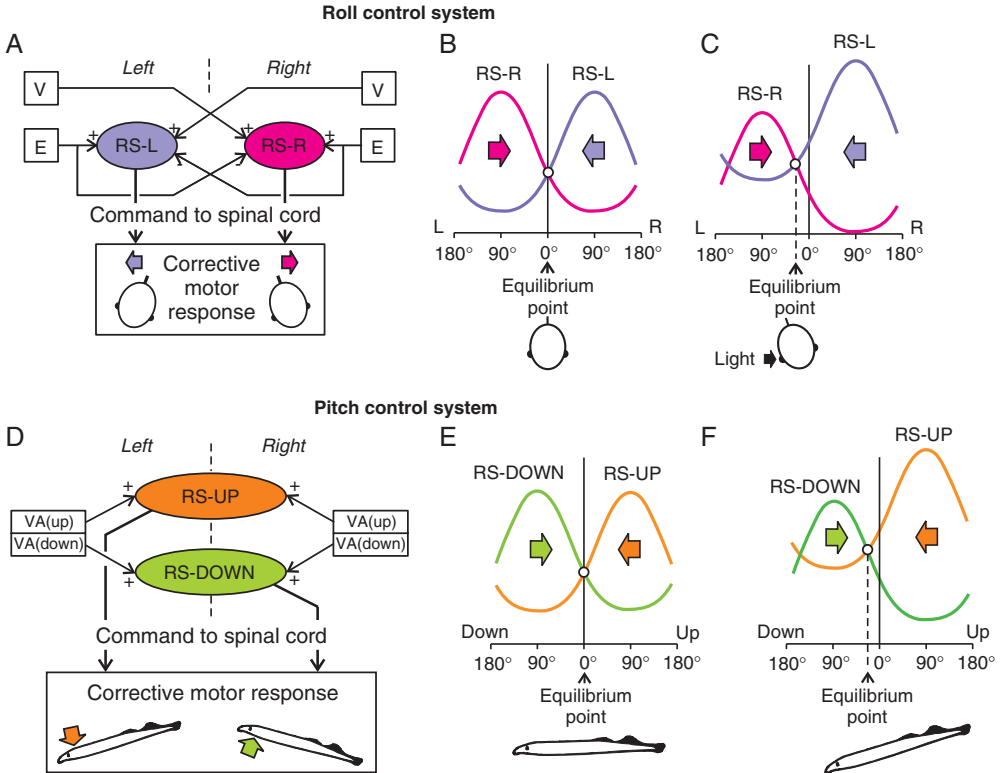 Roll control system
A
Left
Right
V
V
E
E
+
+
+
+
-
-
RS-L
RS-R
Command to spinal cord
Corrective
motor
response
B
RS-R
RS-L
L
R
180° 90° 0° 90° 180°
Equilibrium
point
C
RS-L
RS-R
L
R
180° 90° 0° 90° 180°
Equilibrium
point
Light
Pitch control system
D
Left
Right
+
+
RS-UP
VA(up)
VA(down)
VA(up)
VA(down)
RS-DOWN
+
+
Command to spinal cord
Corrective motor response
E
RS-DOWN
RS-UP
Down
Up
180° 90° 0° 90° 180°
Equilibrium
point
F
RS-UP
RS-DOWN
Down
Up
180° 90° 0° 90° 180°
Equilibrium
point